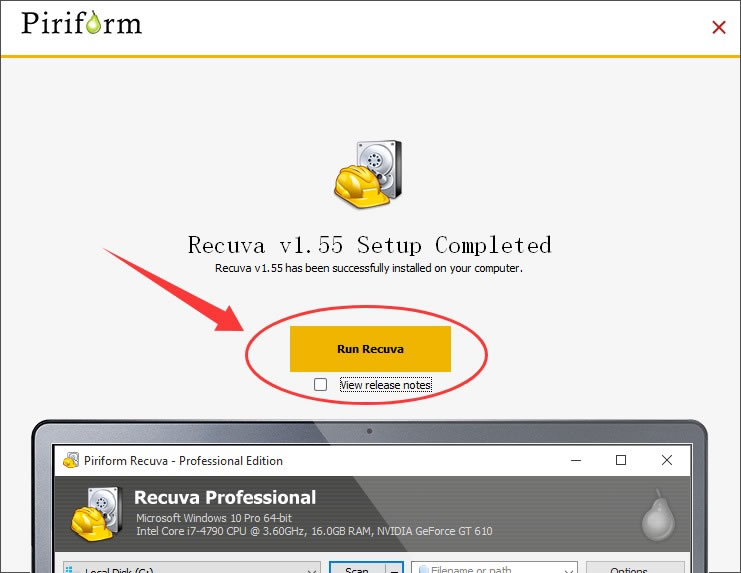 Piriform
Recuva v1.55 Setup Completed
Recuva v1.55 has been successfully installed on your computer.
Run Recuva
View release notes
Piriform Recuva - Professional Edition
Recuva Professional
Microsoft Windows 10 Pro 64-bit
Intel Core i7-4790 CPU @ 3.60GHz, 16.0GB RAM, NVIDIA GeForce GT 610
Local Disk (C:) Scan Filename or path Options